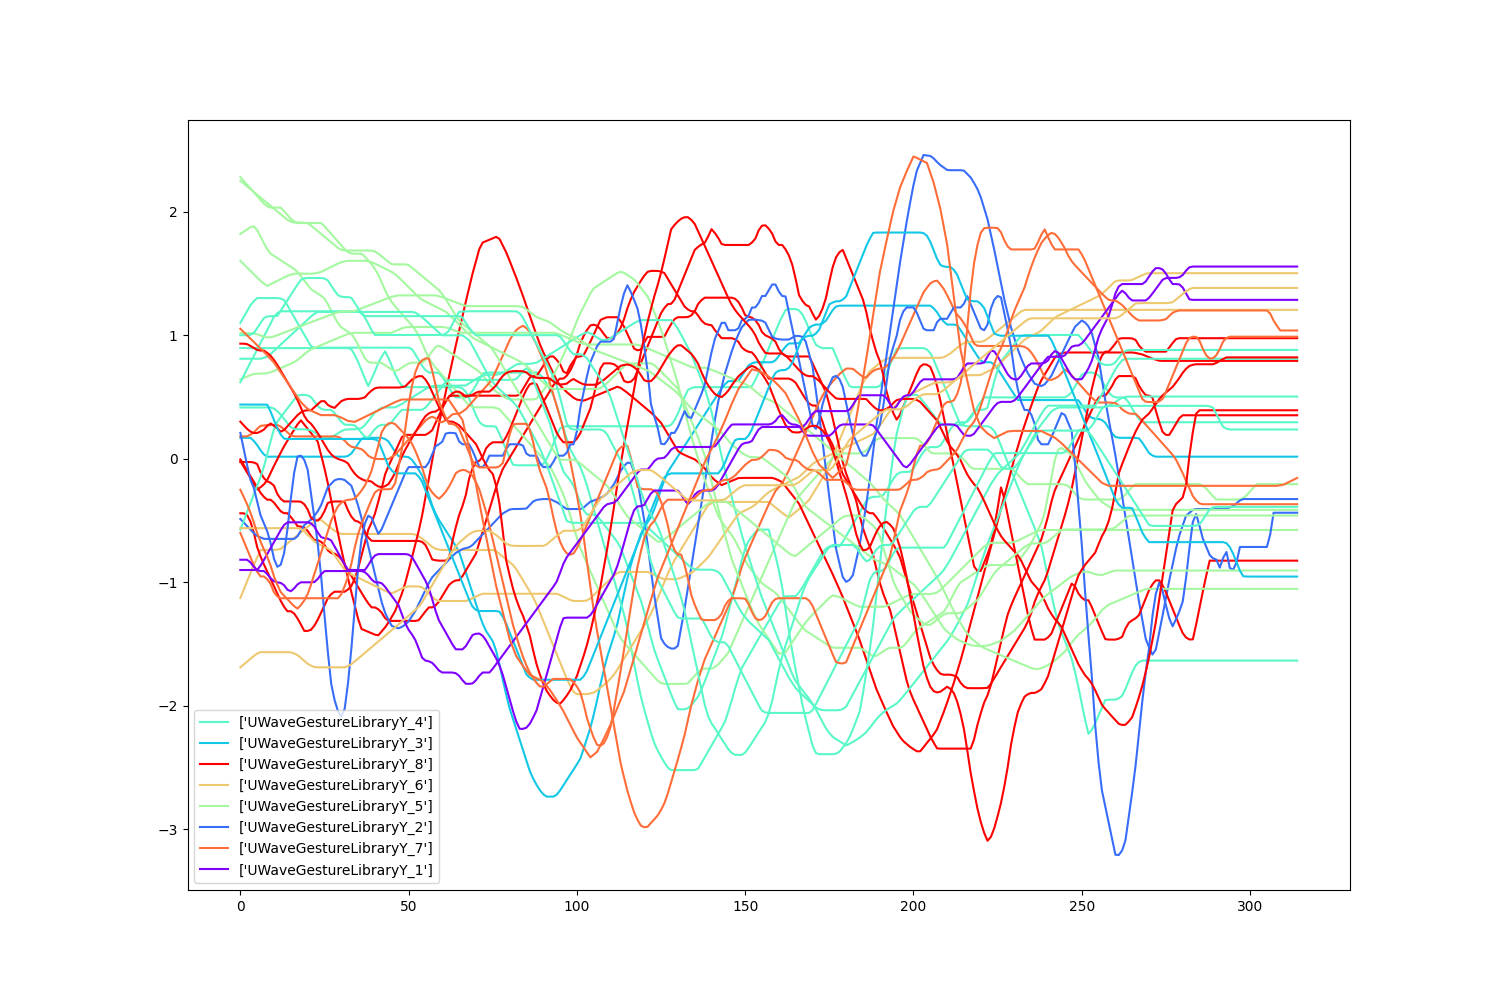 2
1
0
−1
−2
−3
0 50 100 150 200 250 300
['UWaveGestureLibraryY_4']
['UWaveGestureLibraryY_3']
['UWaveGestureLibraryY_8']
['UWaveGestureLibraryY_6']
['UWaveGestureLibraryY_5']
['UWaveGestureLibraryY_2']
['UWaveGestureLibraryY_7']
['UWaveGestureLibraryY_1']